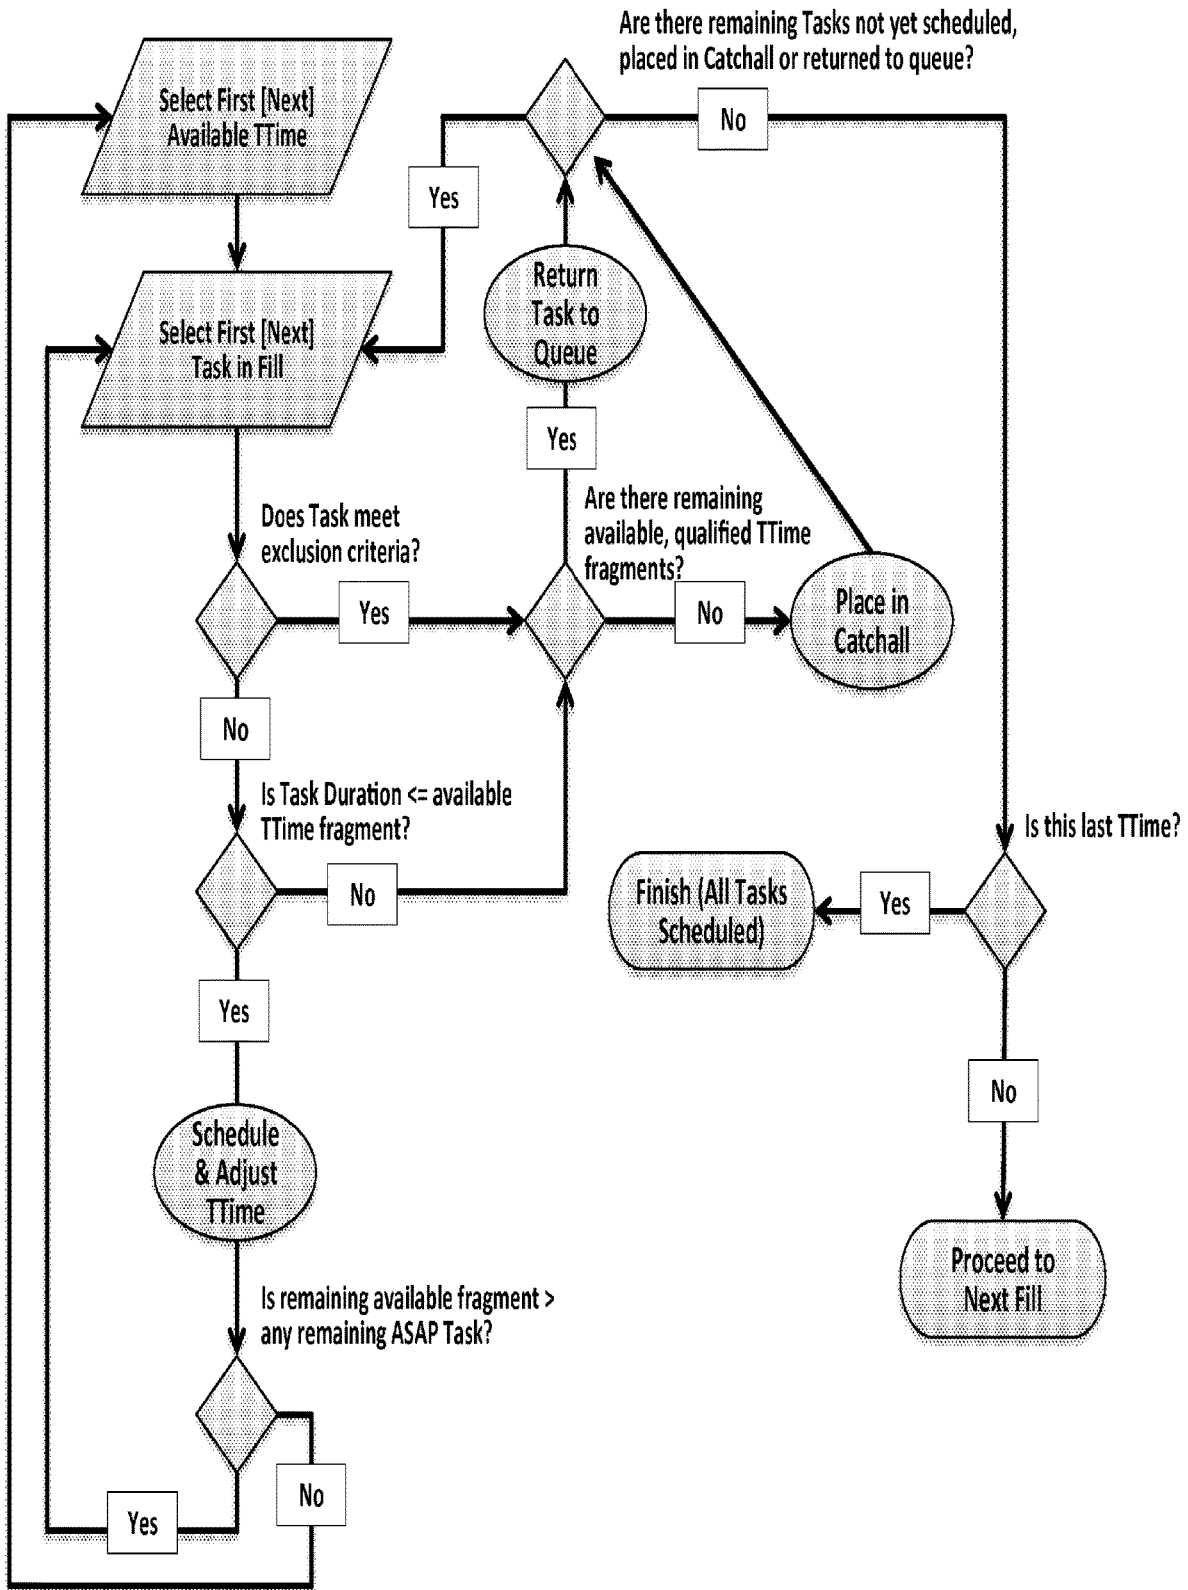 Are there remaining Tasks not yet scheduled,
placed in Catchall or returned to queue?
Select First [Next]
Available TTime
No
Yes
Return
Task to
Queue
Select First [Next]
Task in Fill
Yes
Are there remaining
available, qualified TTime
fragments?
Does Task meet
exclusion criteria?
Yes
No
Place in
Catchall
No
Is Task Duration <= available
TTime fragment?
Is this last TTime?
No
Finish (All Tasks
Scheduled)
Yes
Yes
No
Schedule
& Adjust
TTime
Proceed to
Next Fill
Is remaining available fragment >
any remaining ASAP Task?
No
Yes